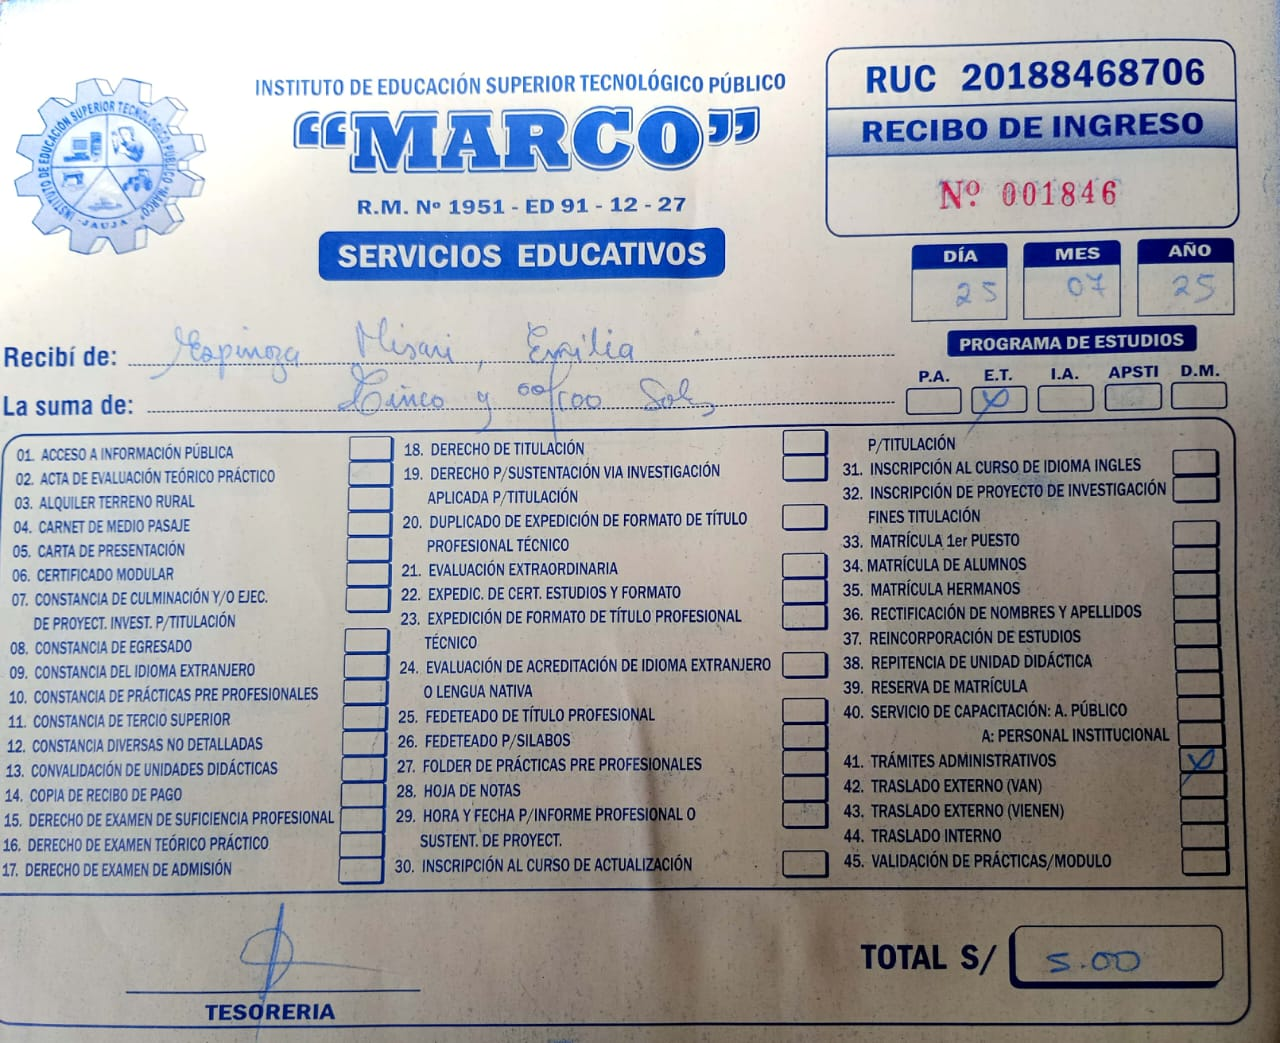 INSTITUTO DE EDUCACIÓN SUPERIOR TECNOLÓGICO PÚBLICO "MARCO"
- JAUJA -
INSTITUTO DE EDUCACIÓN SUPERIOR TECNOLÓGICO PÚBLICO
“MARCO”
R.M. Nº 1951 - ED 91 - 12 - 27
SERVICIOS EDUCATIVOS
RUC 20188468706
RECIBO DE INGRESO
Nº 001846
DÍA MES AÑO
25 07 25
Recibí de: Espinoza Misari, Emilia
La suma de: Cinco y 00/100 Soles
PROGRAMA DE ESTUDIOS
P.A. E.T. I.A. APSTI D.M.
X
01. ACCESO A INFORMACIÓN PÚBLICA
02. ACTA DE EVALUACIÓN TEÓRICO PRÁCTICO
03. ALQUILER TERRENO RURAL
04. CARNET DE MEDIO PASAJE
05. CARTA DE PRESENTACIÓN
06. CERTIFICADO MODULAR
07. CONSTANCIA DE CULMINACIÓN Y/O EJEC.
DE PROYECT. INVEST. P/TITULACIÓN
08. CONSTANCIA DE EGRESADO
09. CONSTANCIA DEL IDIOMA EXTRANJERO
10. CONSTANCIA DE PRÁCTICAS PRE PROFESIONALES
11. CONSTANCIA DE TERCIO SUPERIOR
12. CONSTANCIA DIVERSAS NO DETALLADAS
13. CONVALIDACIÓN DE UNIDADES DIDÁCTICAS
14. COPIA DE RECIBO DE PAGO
15. DERECHO DE EXAMEN DE SUFICIENCIA PROFESIONAL
16. DERECHO DE EXAMEN TEÓRICO PRÁCTICO
17. DERECHO DE EXAMEN DE ADMISIÓN
18. DERECHO DE TITULACIÓN
19. DERECHO P/SUSTENTACIÓN VIA INVESTIGACIÓN
APLICADA P/TITULACIÓN
20. DUPLICADO DE EXPEDICIÓN DE FORMATO DE TÍTULO
PROFESIONAL TÉCNICO
21. EVALUACIÓN EXTRAORDINARIA
22. EXPEDIC. DE CERT. ESTUDIOS Y FORMATO
23. EXPEDICIÓN DE FORMATO DE TÍTULO PROFESIONAL
TÉCNICO
24. EVALUACIÓN DE ACREDITACIÓN DE IDIOMA EXTRANJERO
O LENGUA NATIVA
25. FEDETEADO DE TÍTULO PROFESIONAL
26. FEDETEADO P/SILABOS
27. FOLDER DE PRÁCTICAS PRE PROFESIONALES
28. HOJA DE NOTAS
29. HORA Y FECHA P/INFORME PROFESIONAL O
SUSTENT. DE PROYECT.
30. INSCRIPCIÓN AL CURSO DE ACTUALIZACIÓN
P/TITULACIÓN
31. INSCRIPCIÓN AL CURSO DE IDIOMA INGLES
32. INSCRIPCIÓN DE PROYECTO DE INVESTIGACIÓN
FINES TITULACIÓN
33. MATRÍCULA 1er PUESTO
34. MATRÍCULA DE ALUMNOS
35. MATRÍCULA HERMANOS
36. RECTIFICACIÓN DE NOMBRES Y APELLIDOS
37. REINCORPORACIÓN DE ESTUDIOS
38. REPITENCIA DE UNIDAD DIDÁCTICA
39. RESERVA DE MATRÍCULA
40. SERVICIO DE CAPACITACIÓN: A. PÚBLICO
A: PERSONAL INSTITUCIONAL
41. TRÁMITES ADMINISTRATIVOS X
42. TRASLADO EXTERNO (VAN)
43. TRASLADO EXTERNO (VIENEN)
44. TRASLADO INTERNO
45. VALIDACIÓN DE PRÁCTICAS/MODULO
TESORERIA
TOTAL S/ 5.00